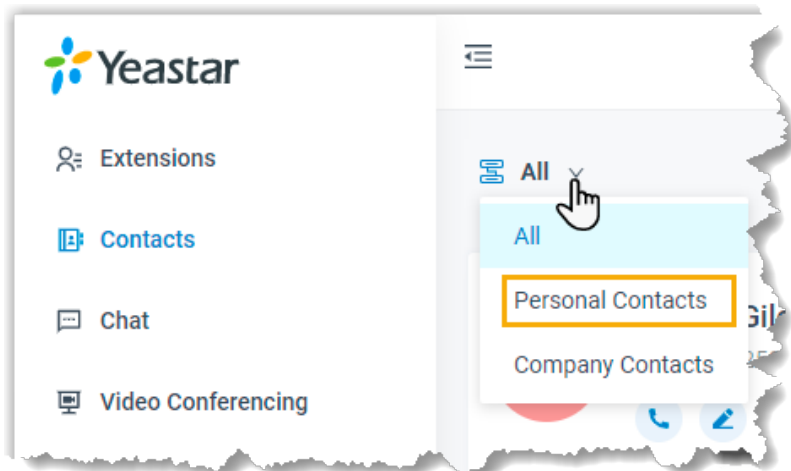 Yeastar
Extensions
Contacts
Chat
Video Conferencing
All
All
Personal Contacts
Company Contacts